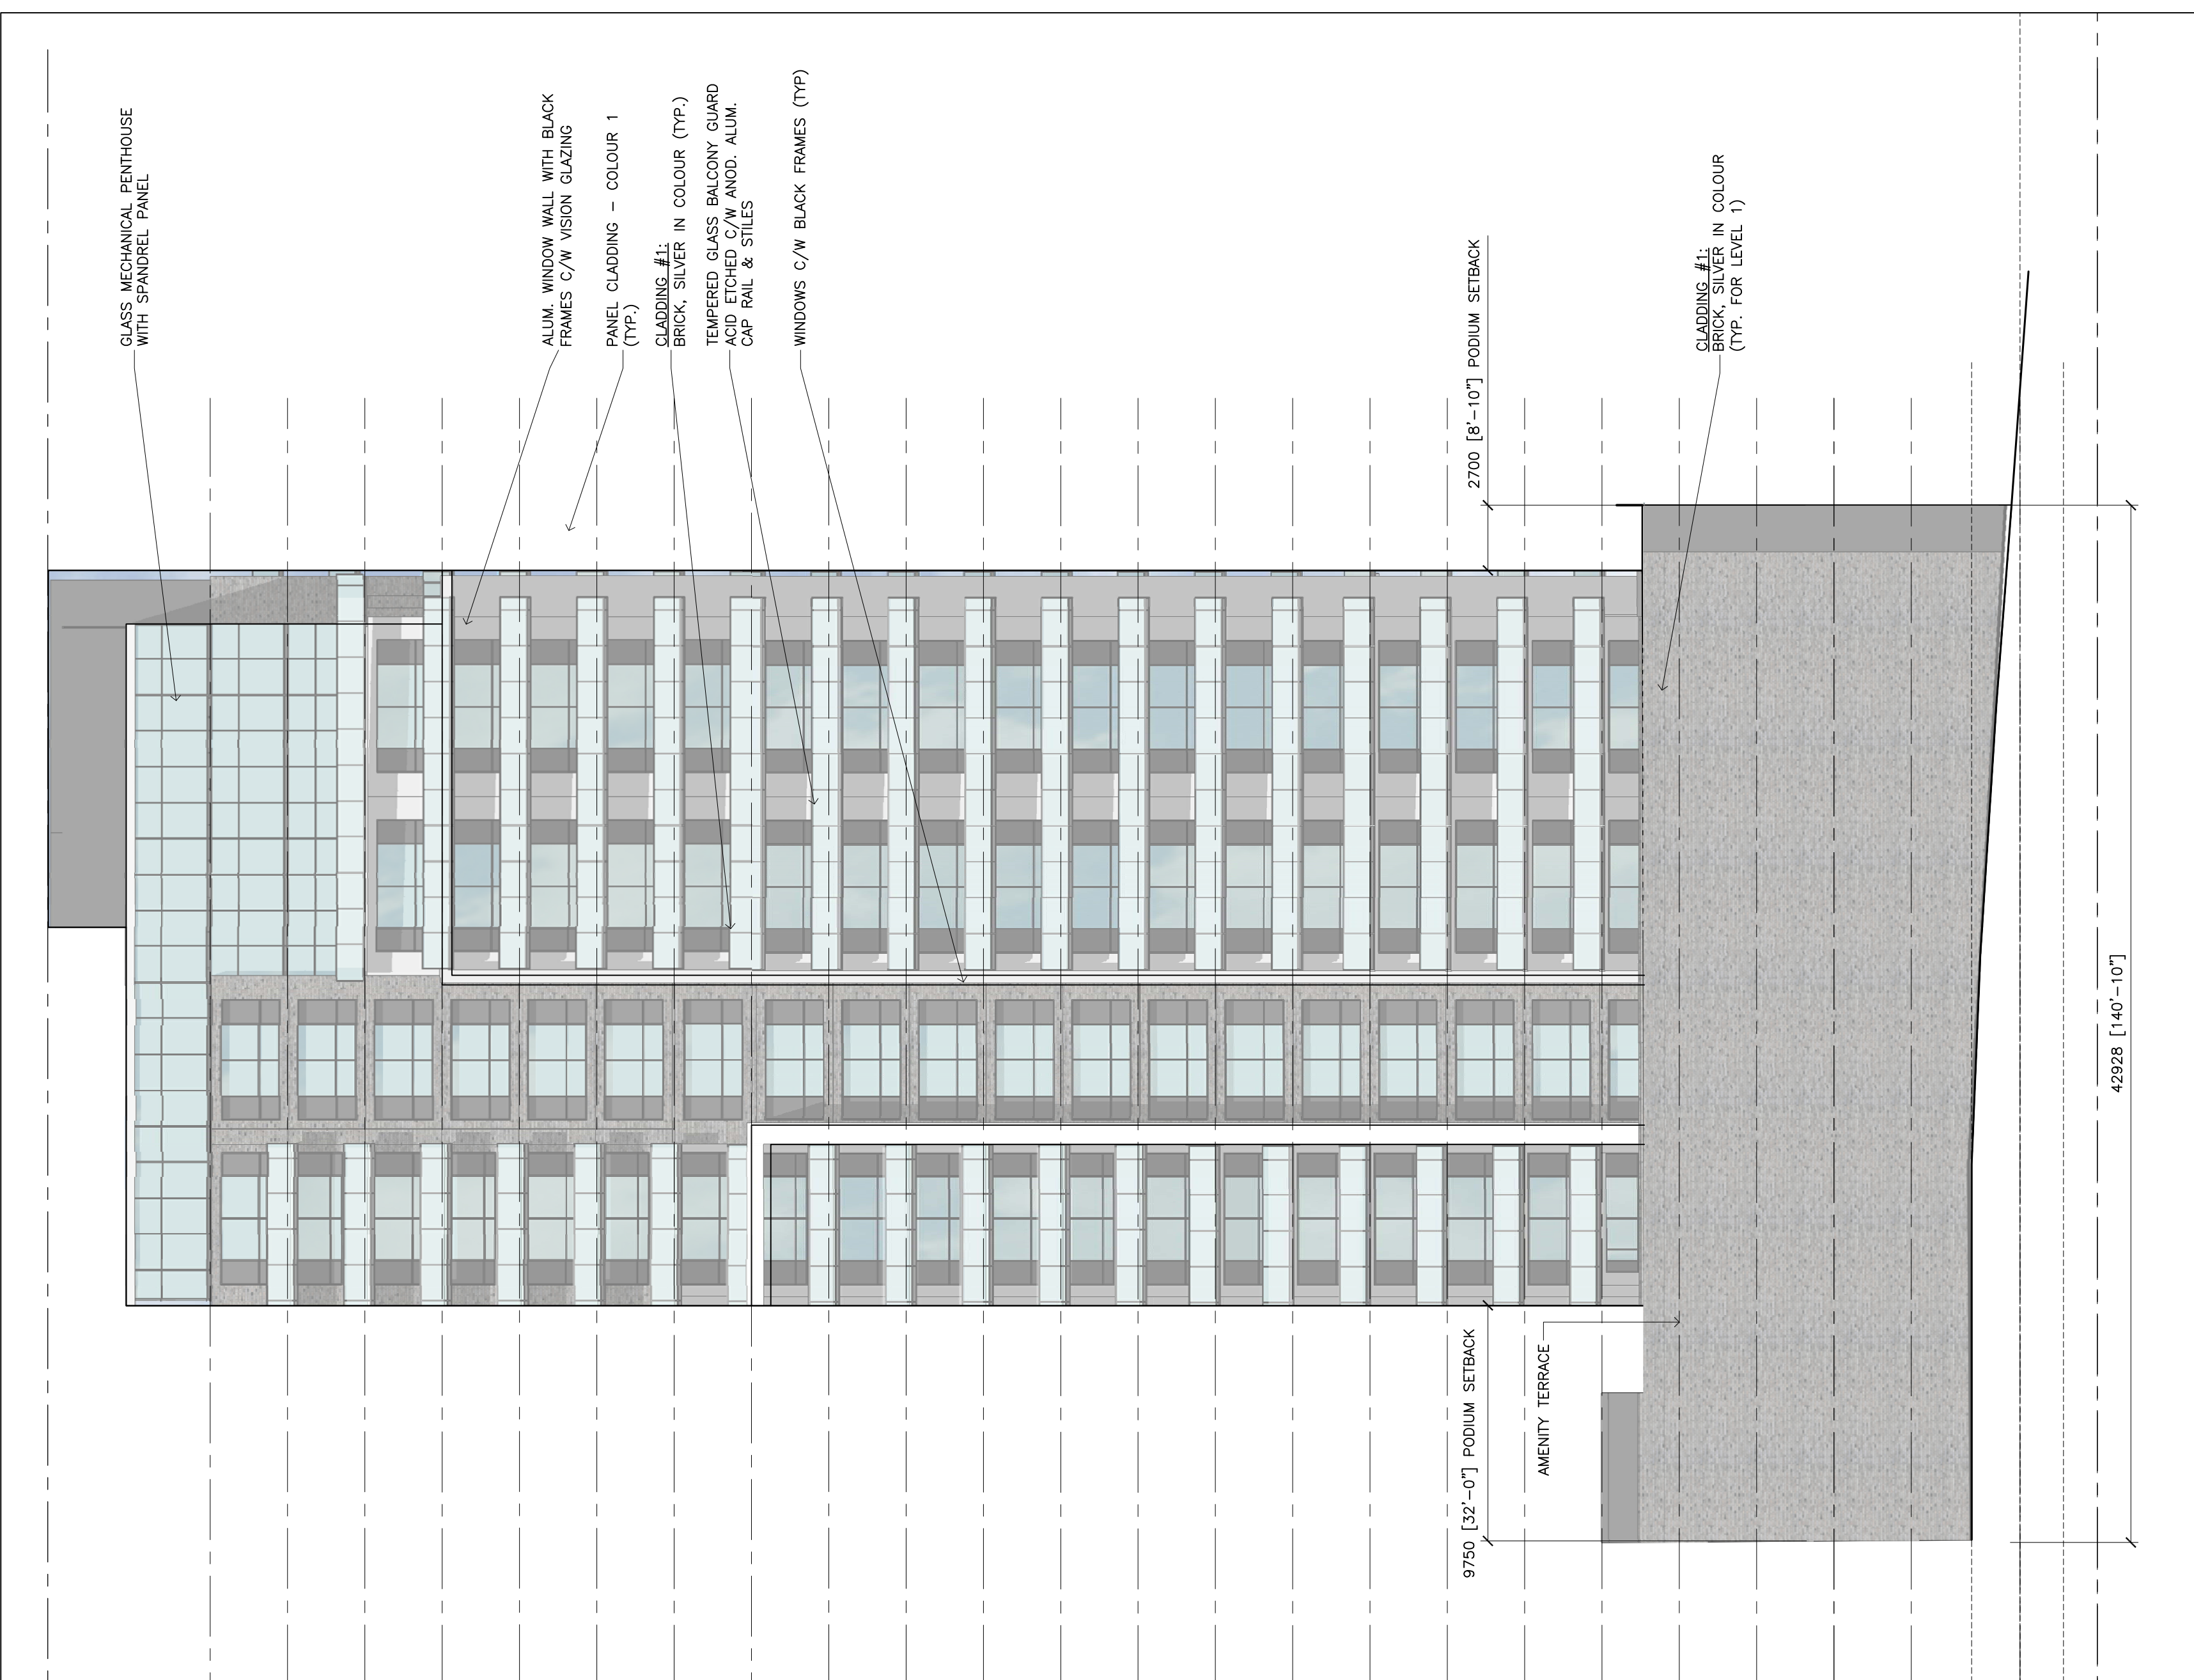 GLASS MECHANICAL PENTHOUSE
WITH SPANDREL PANEL
ALUM. WINDOW WALL WITH BLACK
FRAMES C/W VISION GLAZING
PANEL CLADDING – COLOUR 1
(TYP.)
CLADDING #1:
BRICK, SILVER IN COLOUR (TYP.)
TEMPERED GLASS BALCONY GUARD
ACID ETCHED C/W ANOD. ALUM.
CAP RAIL & STILES
WINDOWS C/W BLACK FRAMES (TYP)
2700 [8'-10"] PODIUM SETBACK
CLADDING #1:
BRICK, SILVER IN COLOUR
(TYP. FOR LEVEL 1)
9750 [32'-0"] PODIUM SETBACK
AMENITY TERRACE
42928 [140'-10"]